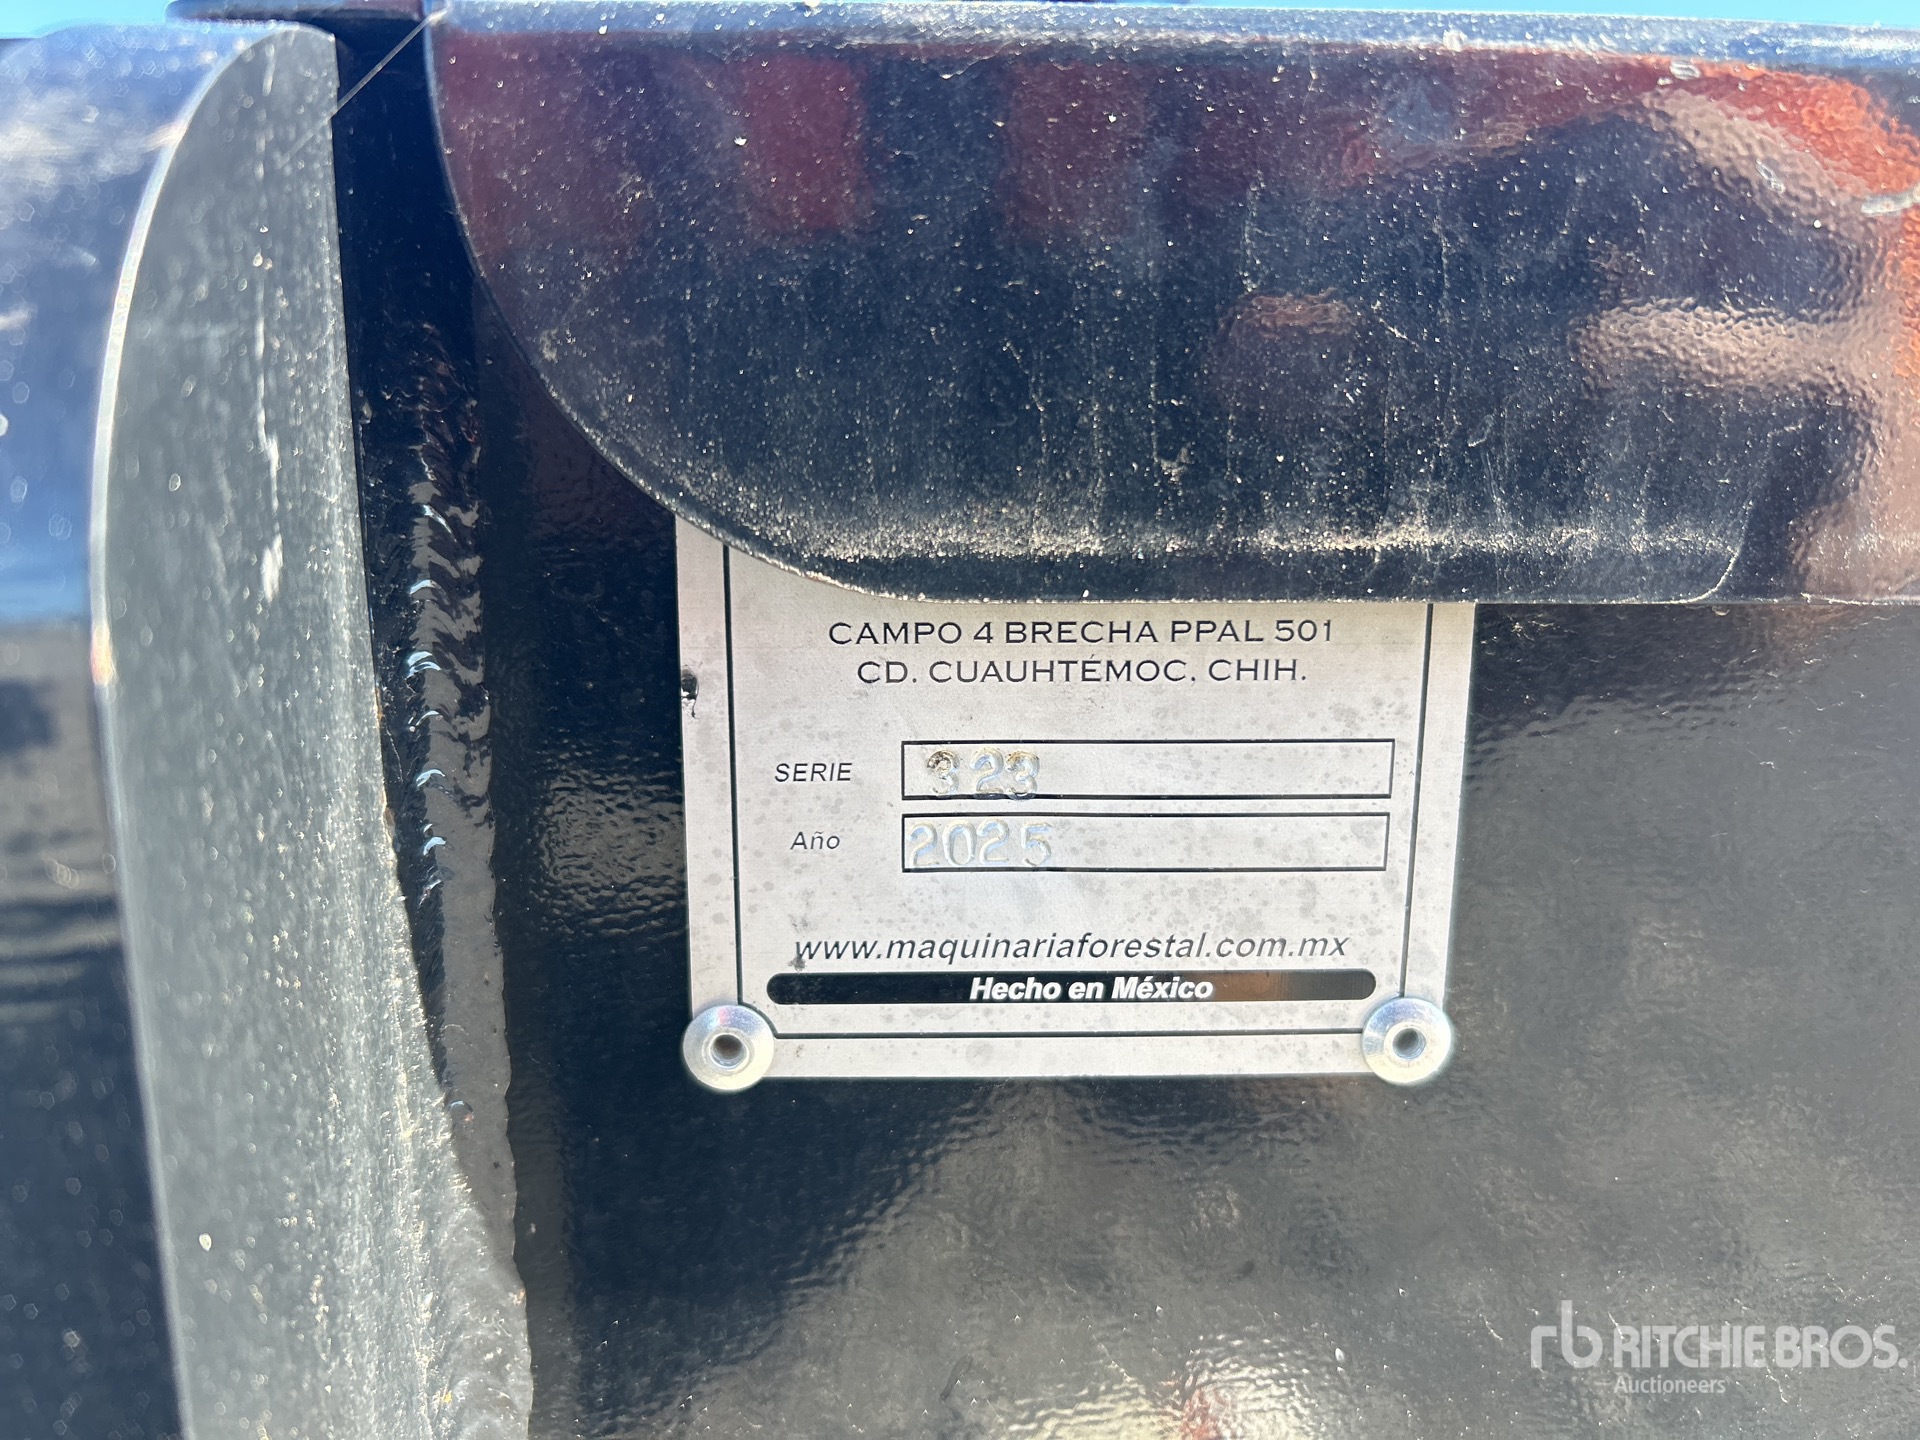 CAMPO 4 BRECHA PPAL 501
CD. CUAUHTÉMOC, CHIH.
SERIE 323
Año 2025
www.maquinariaforestal.com.mx
Hecho en México
rb RITCHIE BROS.
Auctioneers